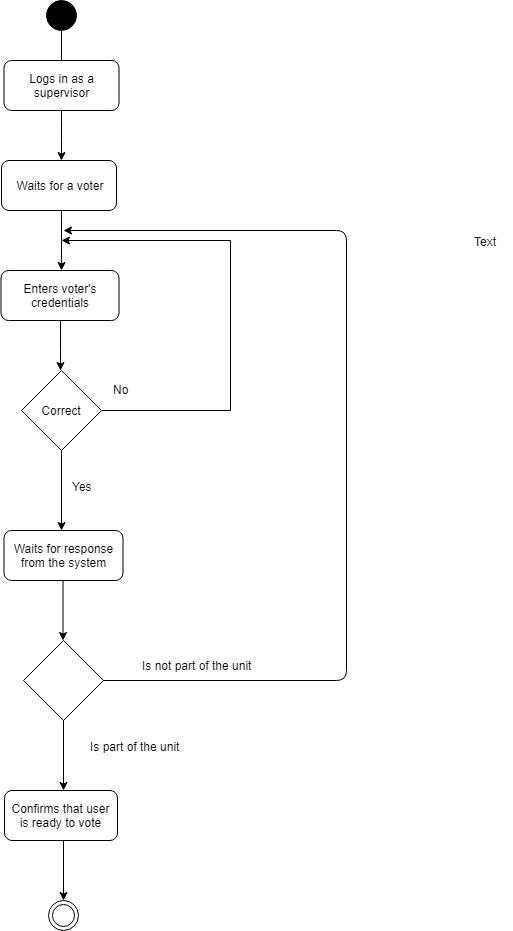 Logs in as a
supervisor
Waits for a voter
Text
Enters voter's
credentials
No
Correct
Yes
Waits for response
from the system
Is not part of the unit
Is part of the unit
Confirms that user
is ready to vote